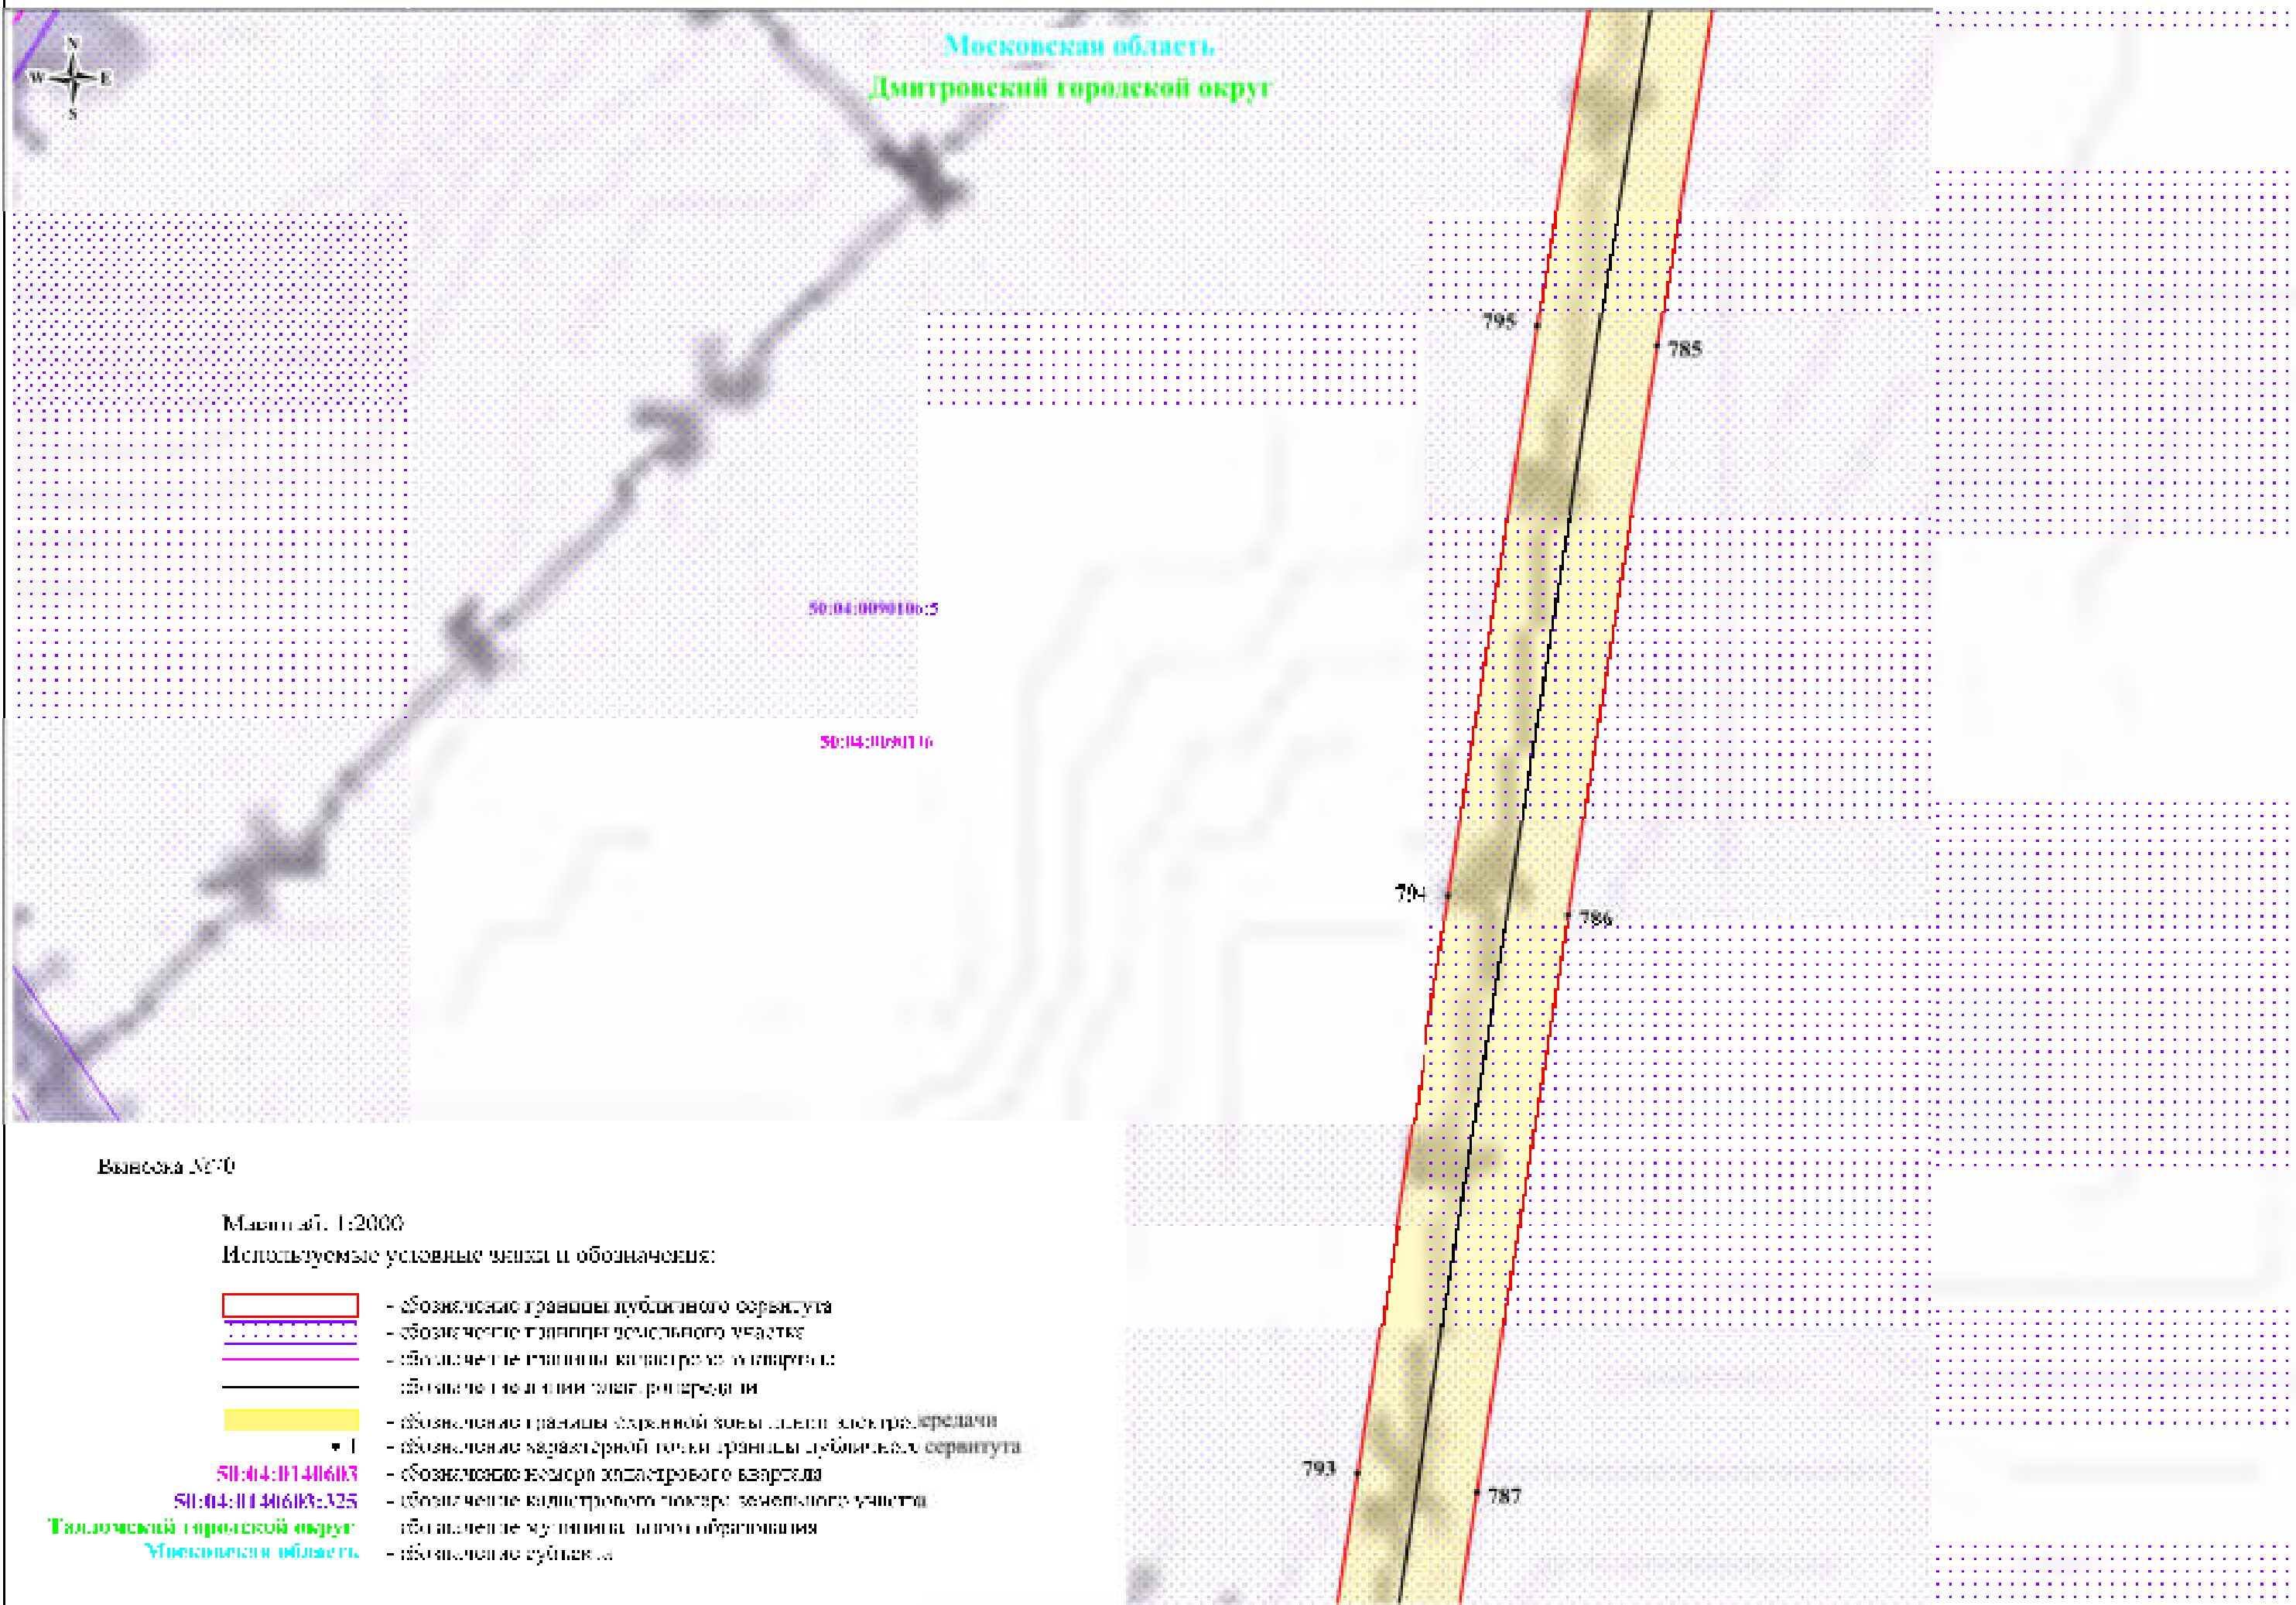 Московская область
Дмитровский городской округ
N
W E
S
795
785
50:04:0090106:5
50:04:0090106
794
786
Выноска №70
Масштаб: 1:2000
Используемые условные знаки и обозначения:
- обозначение границы публичного сервитута
- обозначение границы земельного участка
- обозначение границы кадастрового квартала
- обозначение линии электропередачи
- обозначение границы охранной зоны линии электропередачи
• 1 - обозначение характерной точки границы публичного сервитута
50:04:0140603 - обозначение номера кадастрового квартала
50:04:0140603:325 - обозначение кадастрового номера земельного участка
Талдомский городской округ - обозначение муниципального образования
Московская область - обозначение субъекта
793
787